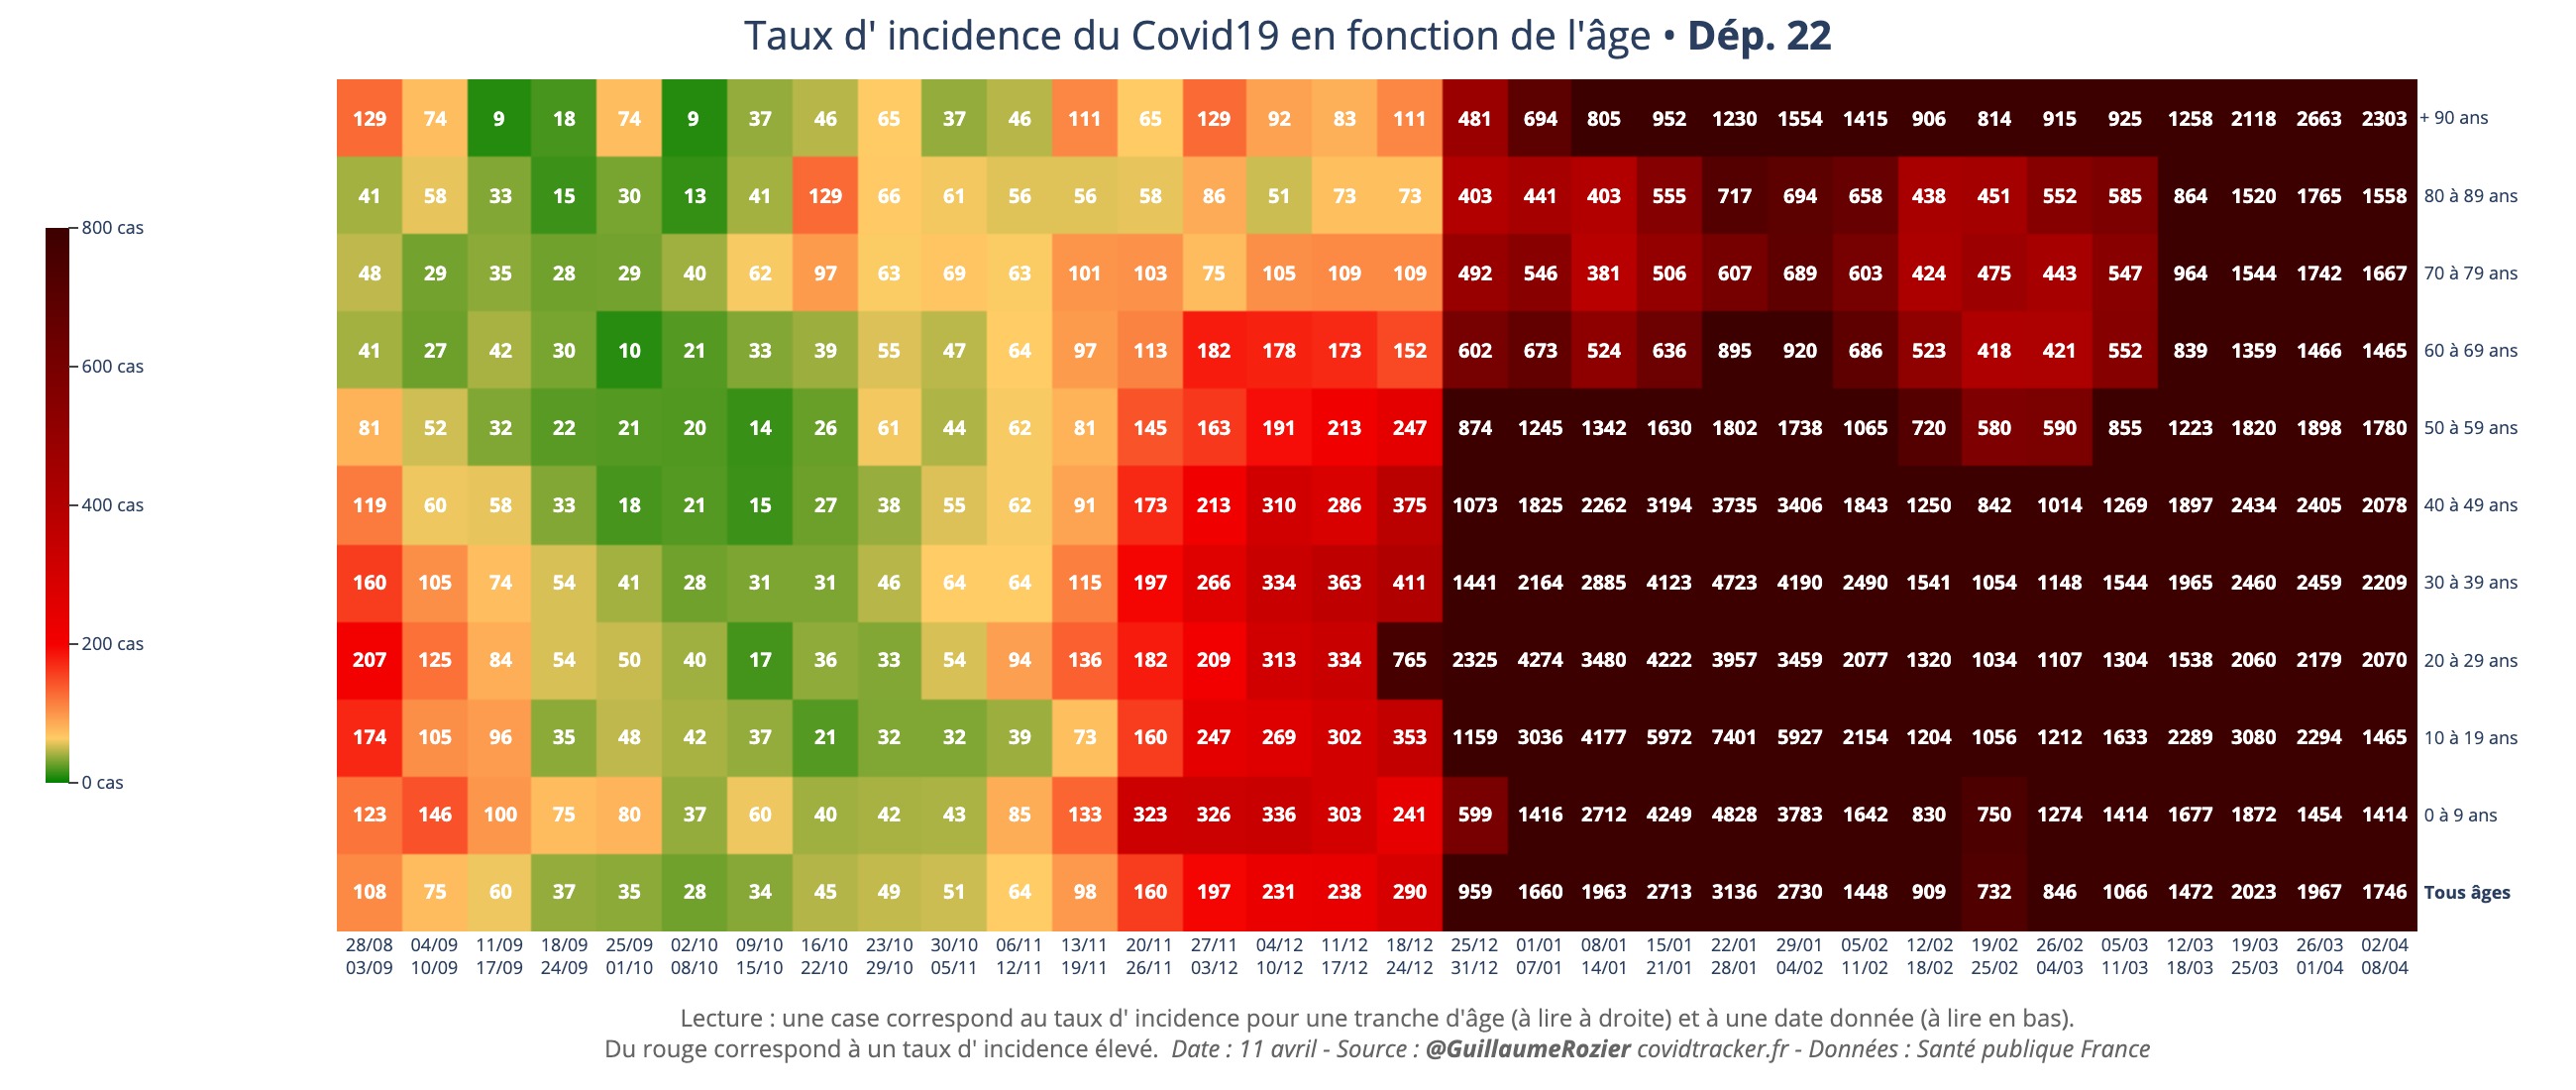 Taux d' incidence du Covid19 en fonction de l'âge • Dép. 22
129 74 9 18 74 9 37 46 65 37 46 111 65 129 92 83 111 481 694 805 952 1230 1554 1415 906 814 915 925 1258 2118 2663 2303 + 90 ans
41 58 33 15 30 13 41 129 66 61 56 56 58 86 51 73 73 403 441 403 555 717 694 658 438 451 552 585 864 1520 1765 1558 80 à 89 ans
800 cas
48 29 35 28 29 40 62 97 63 69 63 101 103 75 105 109 109 492 546 381 506 607 689 603 424 475 443 547 964 1544 1742 1667 70 à 79 ans
600 cas
41 27 42 30 10 21 33 39 55 47 64 97 113 182 178 173 152 602 673 524 636 895 920 686 523 418 421 552 839 1359 1466 1465 60 à 69 ans
81 52 32 22 21 20 14 26 61 44 62 81 145 163 191 213 247 874 1245 1342 1630 1802 1738 1065 720 580 590 855 1223 1820 1898 1780 50 à 59 ans
400 cas
119 60 58 33 18 21 15 27 38 55 62 91 173 213 310 286 375 1073 1825 2262 3194 3735 3406 1843 1250 842 1014 1269 1897 2434 2405 2078 40 à 49 ans
160 105 74 54 41 28 31 31 46 64 64 115 197 266 334 363 411 1441 2164 2885 4123 4723 4190 2490 1541 1054 1148 1544 1965 2460 2459 2209 30 à 39 ans
200 cas
207 125 84 54 50 40 17 36 33 54 94 136 182 209 313 334 765 2325 4274 3480 4222 3957 3459 2077 1320 1034 1107 1304 1538 2060 2179 2070 20 à 29 ans
174 105 96 35 48 42 37 21 32 32 39 73 160 247 269 302 353 1159 3036 4177 5972 7401 5927 2154 1204 1056 1212 1633 2289 3080 2294 1465 10 à 19 ans
0 cas
123 146 100 75 80 37 60 40 42 43 85 133 323 326 336 303 241 599 1416 2712 4249 4828 3783 1642 830 750 1274 1414 1677 1872 1454 1414 0 à 9 ans
108 75 60 37 35 28 34 45 49 51 64 98 160 197 231 238 290 959 1660 1963 2713 3136 2730 1448 909 732 846 1066 1472 2023 1967 1746 Tous âges
28/08 04/09 11/09 18/09 25/09 02/10 09/10 16/10 23/10 30/10 06/11 13/11 20/11 27/11 04/12 11/12 18/12 25/12 01/01 08/01 15/01 22/01 29/01 05/02 12/02 19/02 26/02 05/03 12/03 19/03 26/03 02/04
03/09 10/09 17/09 24/09 01/10 08/10 15/10 22/10 29/10 05/11 12/11 19/11 26/11 03/12 10/12 17/12 24/12 31/12 07/01 14/01 21/01 28/01 04/02 11/02 18/02 25/02 04/03 11/03 18/03 25/03 01/04 08/04
Lecture : une case correspond au taux d' incidence pour une tranche d'âge (à lire à droite) et à une date donnée (à lire en bas).
Du rouge correspond à un taux d' incidence élevé. Date : 11 avril - Source : @GuillaumeRozier covidtracker.fr - Données : Santé publique France